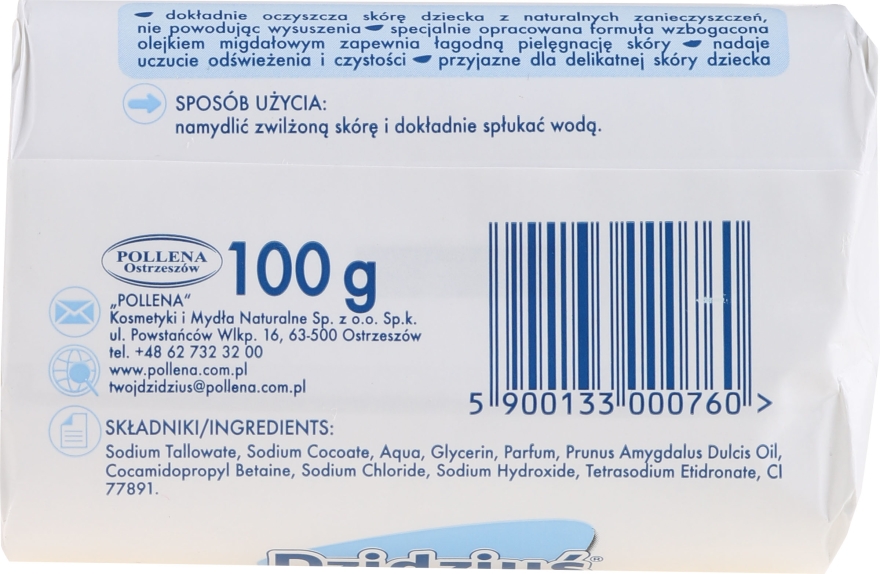 dokładnie oczyszcza skórę dziecka z naturalnych zanieczyszczeń,
nie powodując wysuszenia specjalnie opracowana formuła wzbogacona
olejkiem migdałowym zapewnia łagodną pielęgnację skóry nadaje
uczucie odświeżenia i czystości przyjazne dla delikatnej skóry dziecka
SPOSÓB UŻYCIA:
namydlić zwilżoną skórę i dokładnie spłukać wodą.
POLLENA
Ostrzeszów
100 g
„POLLENA”
Kosmetyki i Mydła Naturalne Sp. z o.o. Sp.k.
ul. Powstańców Wlkp. 16, 63-500 Ostrzeszów
tel. +48 62 732 32 00
www.pollena.com.pl
twojdzidzius@pollena.com.pl
5 900133 000760 >
SKŁADNIKI/INGREDIENTS:
Sodium Tallowate, Sodium Cocoate, Aqua, Glycerin, Parfum, Prunus Amygdalus Dulcis Oil,
Cocamidopropyl Betaine, Sodium Chloride, Sodium Hydroxide, Tetrasodium Etidronate, CI
77891.
Dzidziuś®